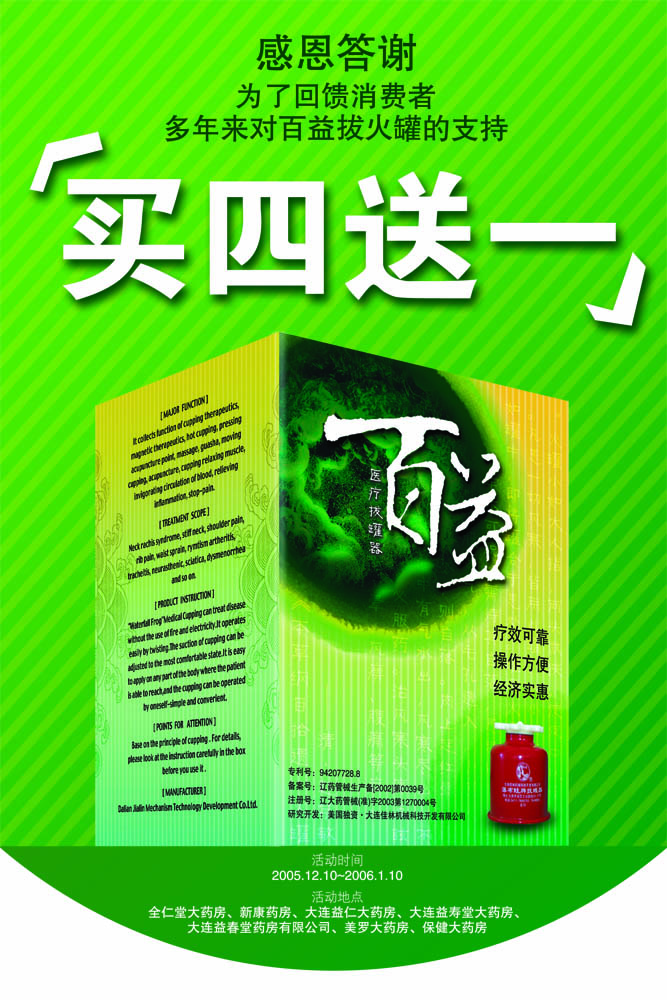 感恩答谢
为了回馈消费者
多年来对百益拔火罐的支持
「买四送一」
[ MAJOR FUNCTION ]
It collects function of cupping therapeutics,
magnetic therapeutics, hot cupping, pressing
acupuncture point, massage, guasha, moving
cupping, acupuncture, cupping relaxing muscle,
invigorating circulation of blood, relieving
inflammation, stop-pain.
[ TREATMENT SCOPE ]
Neck rachis syndrome, stiff neck, shoulder pain,
rib pain, waist sprain, rymtism artheritis,
tracheitis, neurasthenic, sciatica, dysmenorrhea
and so on.
[ PRODUCT INSTRUCTION ]
"Waterfall Frog"Medical Cupping can treat disease
without the use of fire and electricity.It operates
easily by twisting.The suction of cupping can be
adjusted to the most comfortable state.It is easy
to apply on any part of the body where the patient
is able to reach,and the cupping can be operated
by oneself-simple and converient.
[ POINTS FOR ATTENTION ]
Base on the principle of cupping . For details,
please look at the instruction carefully in the box
before you use it .
[ MANUFACTURER ]
Dalian Jialin Mechanism Technology Development Co.Ltd.
百益
医疗拔罐器
疗效可靠
操作方便
经济实惠
专利号：94207728.8
备案号：辽药管械生产备[2002]第0039号
注册号：辽大药管械(准)字2003第1270004号
研究开发：美国独资·大连佳林机械科技开发有限公司
活动时间
2005.12.10~2006.1.10
活动地点
全仁堂大药房、新康药房、大连益仁大药房、大连益寿堂大药房、
大连益春堂药房有限公司、美罗大药房、保健大药房